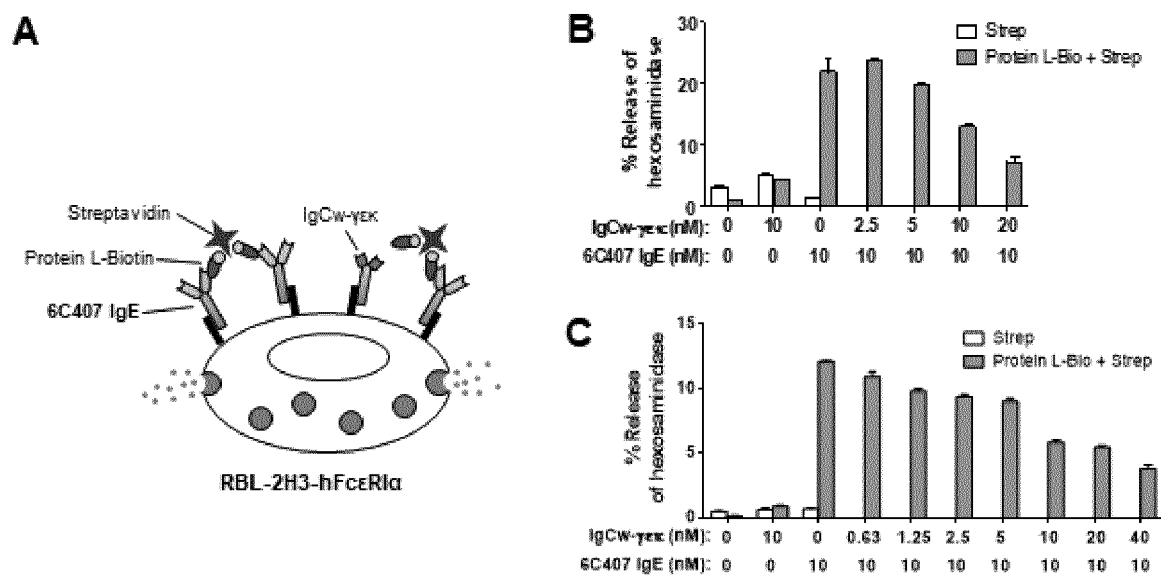 A
Streptavidin
IgCw-γεκ
Protein L-Biotin
6C407 IgE
RBL-2H3-hFcεRIα
B
% Release of
hexosaminidase
30
20
10
0
Strep
Protein L-Bio + Strep
IgCw-γεκ(nM): 0 10 0 2.5 5 10 20
6C407 IgE (nM): 0 0 10 10 10 10 10
C
% Release
of hexosaminidase
15
10
5
0
Strep
Protein L-Bio + Strep
IgCw-γεκ (nM): 0 10 0 0.63 1.25 2.5 5 10 20 40
6C407 IgE (nM): 0 0 10 10 10 10 10 10 10 10